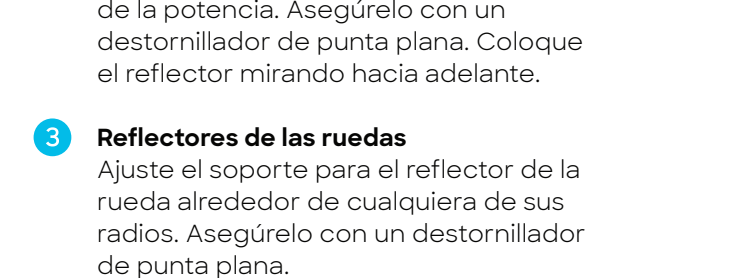 de la potencia. Asegúrelo con un
destornillador de punta plana. Coloque
el reflector mirando hacia adelante.
3 Reflectores de las ruedas
Ajuste el soporte para el reflector de la
rueda alrededor de cualquiera de sus
radios. Asegúrelo con un destornillador
de punta plana.